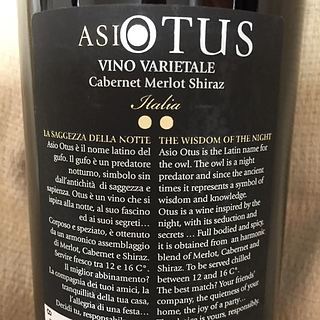 ASIOTUS
VINO VARIETALE
Cabernet Merlot Shiraz
Italia
LA SAGGEZZA DELLA NOTTE
Asio Otus è il nome latino del
gufo. Il gufo è un predatore
notturno, simbolo sin
dall'antichità di saggezza e
sapienza. Otus è un vino che si
ispira alla notte, al suo fascino
ed ai suoi segreti...
Corposo e speziato, è ottenuto
da un armonico assemblaggio
di Merlot, Cabernet e Shiraz.
Servire fresco tra 12 e 16 C°.
Il miglior abbinamento?
La compagnia dei tuoi amici, la
tranquillità della tua casa,
l'allegria di una festa...
Decidi tu, responsabil
THE WISDOM OF THE NIGHT
Asio Otus is the Latin name for
the owl. The owl is a night
predator and since the ancient
times it represents a symbol of
wisdom and knowledge.
Otus is a wine inspired by the
night, with its seduction and
secrets ... Full bodied and spicy,
it is obtained from an harmonic
blend of Merlot, Cabernet and
Shiraz. To be served chilled
between 12 and 16 C°.
The best match? Your friends'
company, the quietness of your
home, the joy of a party...
is yours, responsibly.